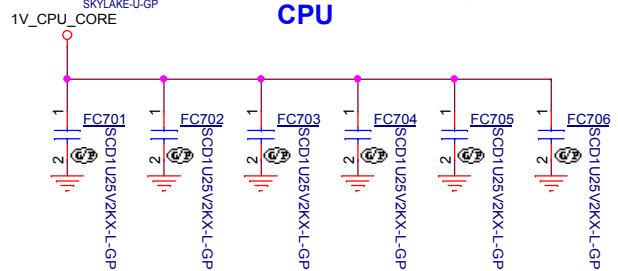 SKYLAKE-U-GP
1V_CPU_CORE
CPU
1 FC701
2 G/P SCD1U25V2KX-L-GP
1 FC702
2 G/P SCD1U25V2KX-L-GP
1 FC703
2 G/P SCD1U25V2KX-L-GP
1 FC704
2 G/P SCD1U25V2KX-L-GP
1 FC705
2 G/P SCD1U25V2KX-L-GP
1 FC706
2 G/P SCD1U25V2KX-L-GP